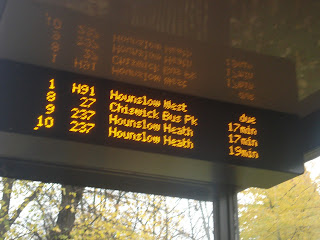 1 H91 Hounslow West due
8 27 Chiswick Bus Pk 17min
9 237 Hounslow Heath 17min
10 237 Hounslow Heath 19min